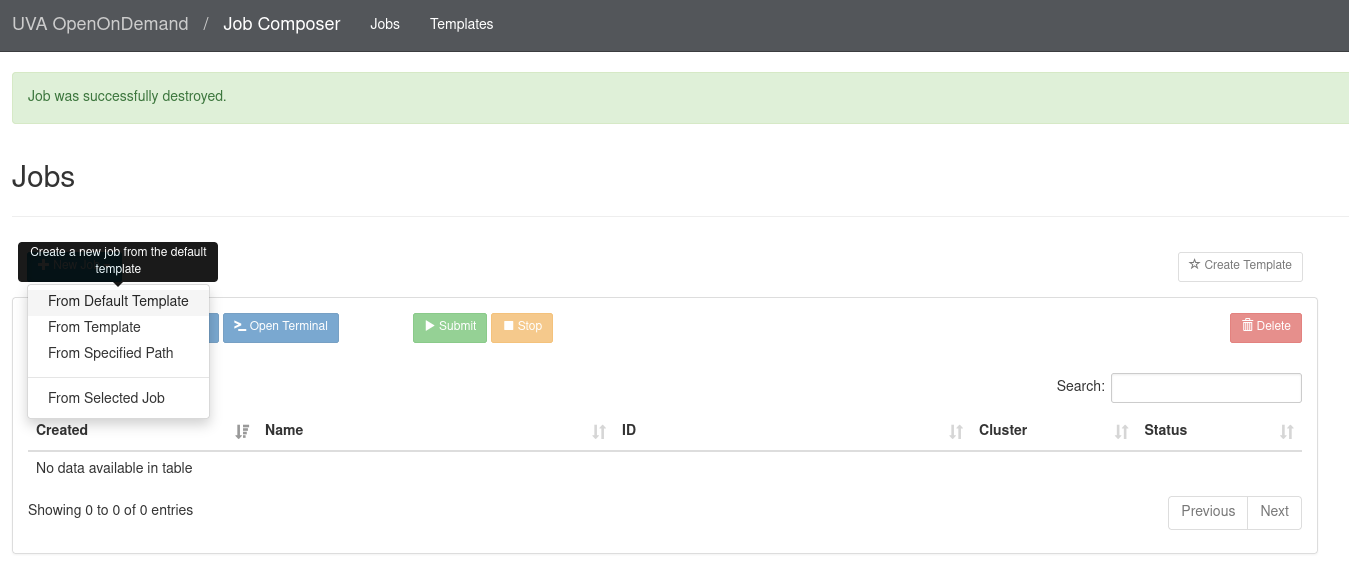 UVA OpenOnDemand / Job Composer Jobs Templates
Job was successfully destroyed.
Jobs
Create a new job from the default
template
Create Template
From Default Template
From Template
From Specified Path
From Selected Job
Open Terminal Submit Stop Delete
Search:
Created Name ID Cluster Status
No data available in table
Showing 0 to 0 of 0 entries
Previous Next